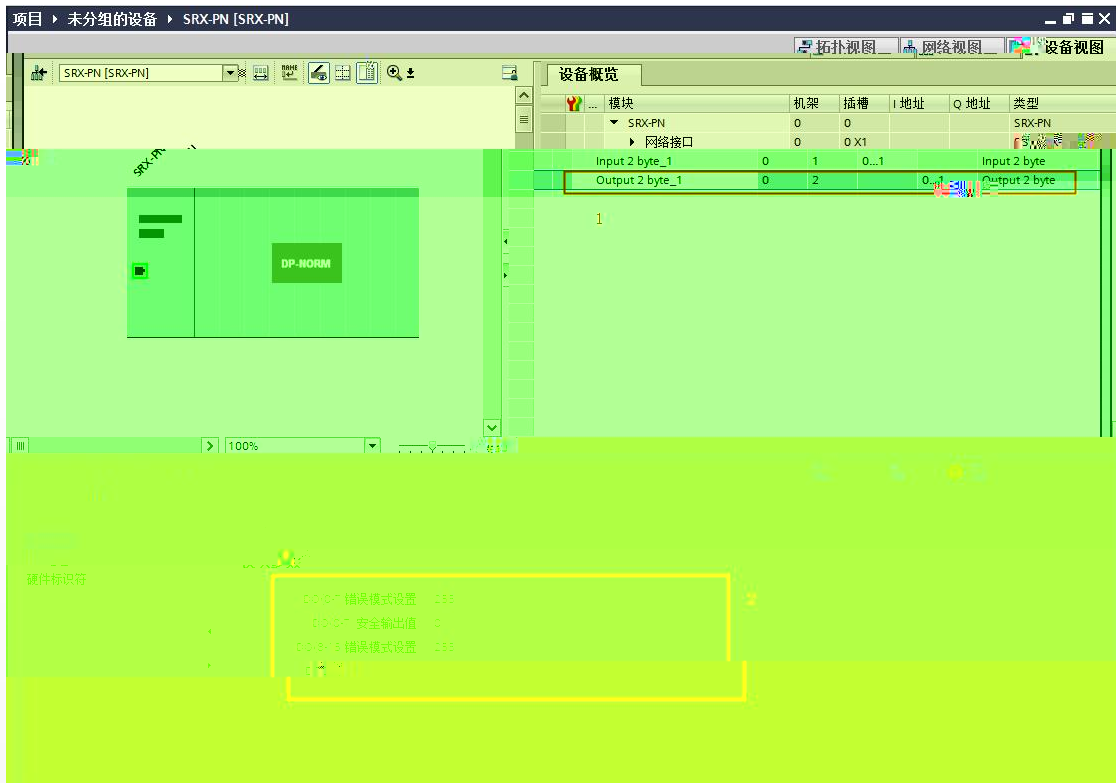 项目 ▸ 未分组的设备 ▸ SRX-PN [SRX-PN]
拓扑视图 网络视图 设备视图
SRX-PN [SRX-PN]
设备概览
... 模块 机架 插槽 I 地址 Q 地址 类型
SRX-PN 0 0 SRX-PN
网络接口 0 0 X1
Input 2 byte_1 0 1 0...1 Input 2 byte
Output 2 byte_1 0 2 0...1 Output 2 byte
1
DP-NORM
100%
硬件标识符
错误模式设置 255
安全输出值 0
错误模式设置 255
2